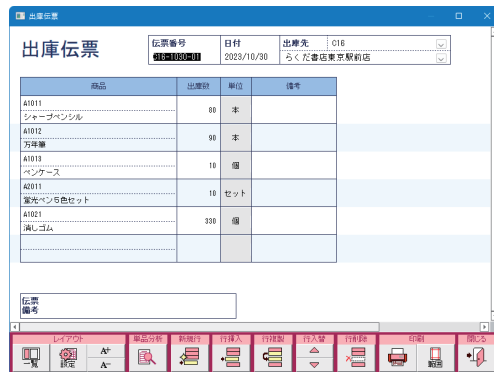 出庫伝票
出庫伝票
伝票番号 日付 出庫先 C16
C16-1030-01 2023/10/30 らくだ書店東京駅前店
商品 出庫数 単位 備考
A1011
シャープペンシル 80 本
A1012
万年筆 90 本
A1013
ペンケース 10 個
A2011
蛍光ペン5色セット 10 セット
A1021
消しゴム 330 個
伝票
備考
レイアウト 単品分析 新規行 行挿入 行複製 行入替 行削除 印刷 閉じる
一覧 設定 A+ A- 範囲